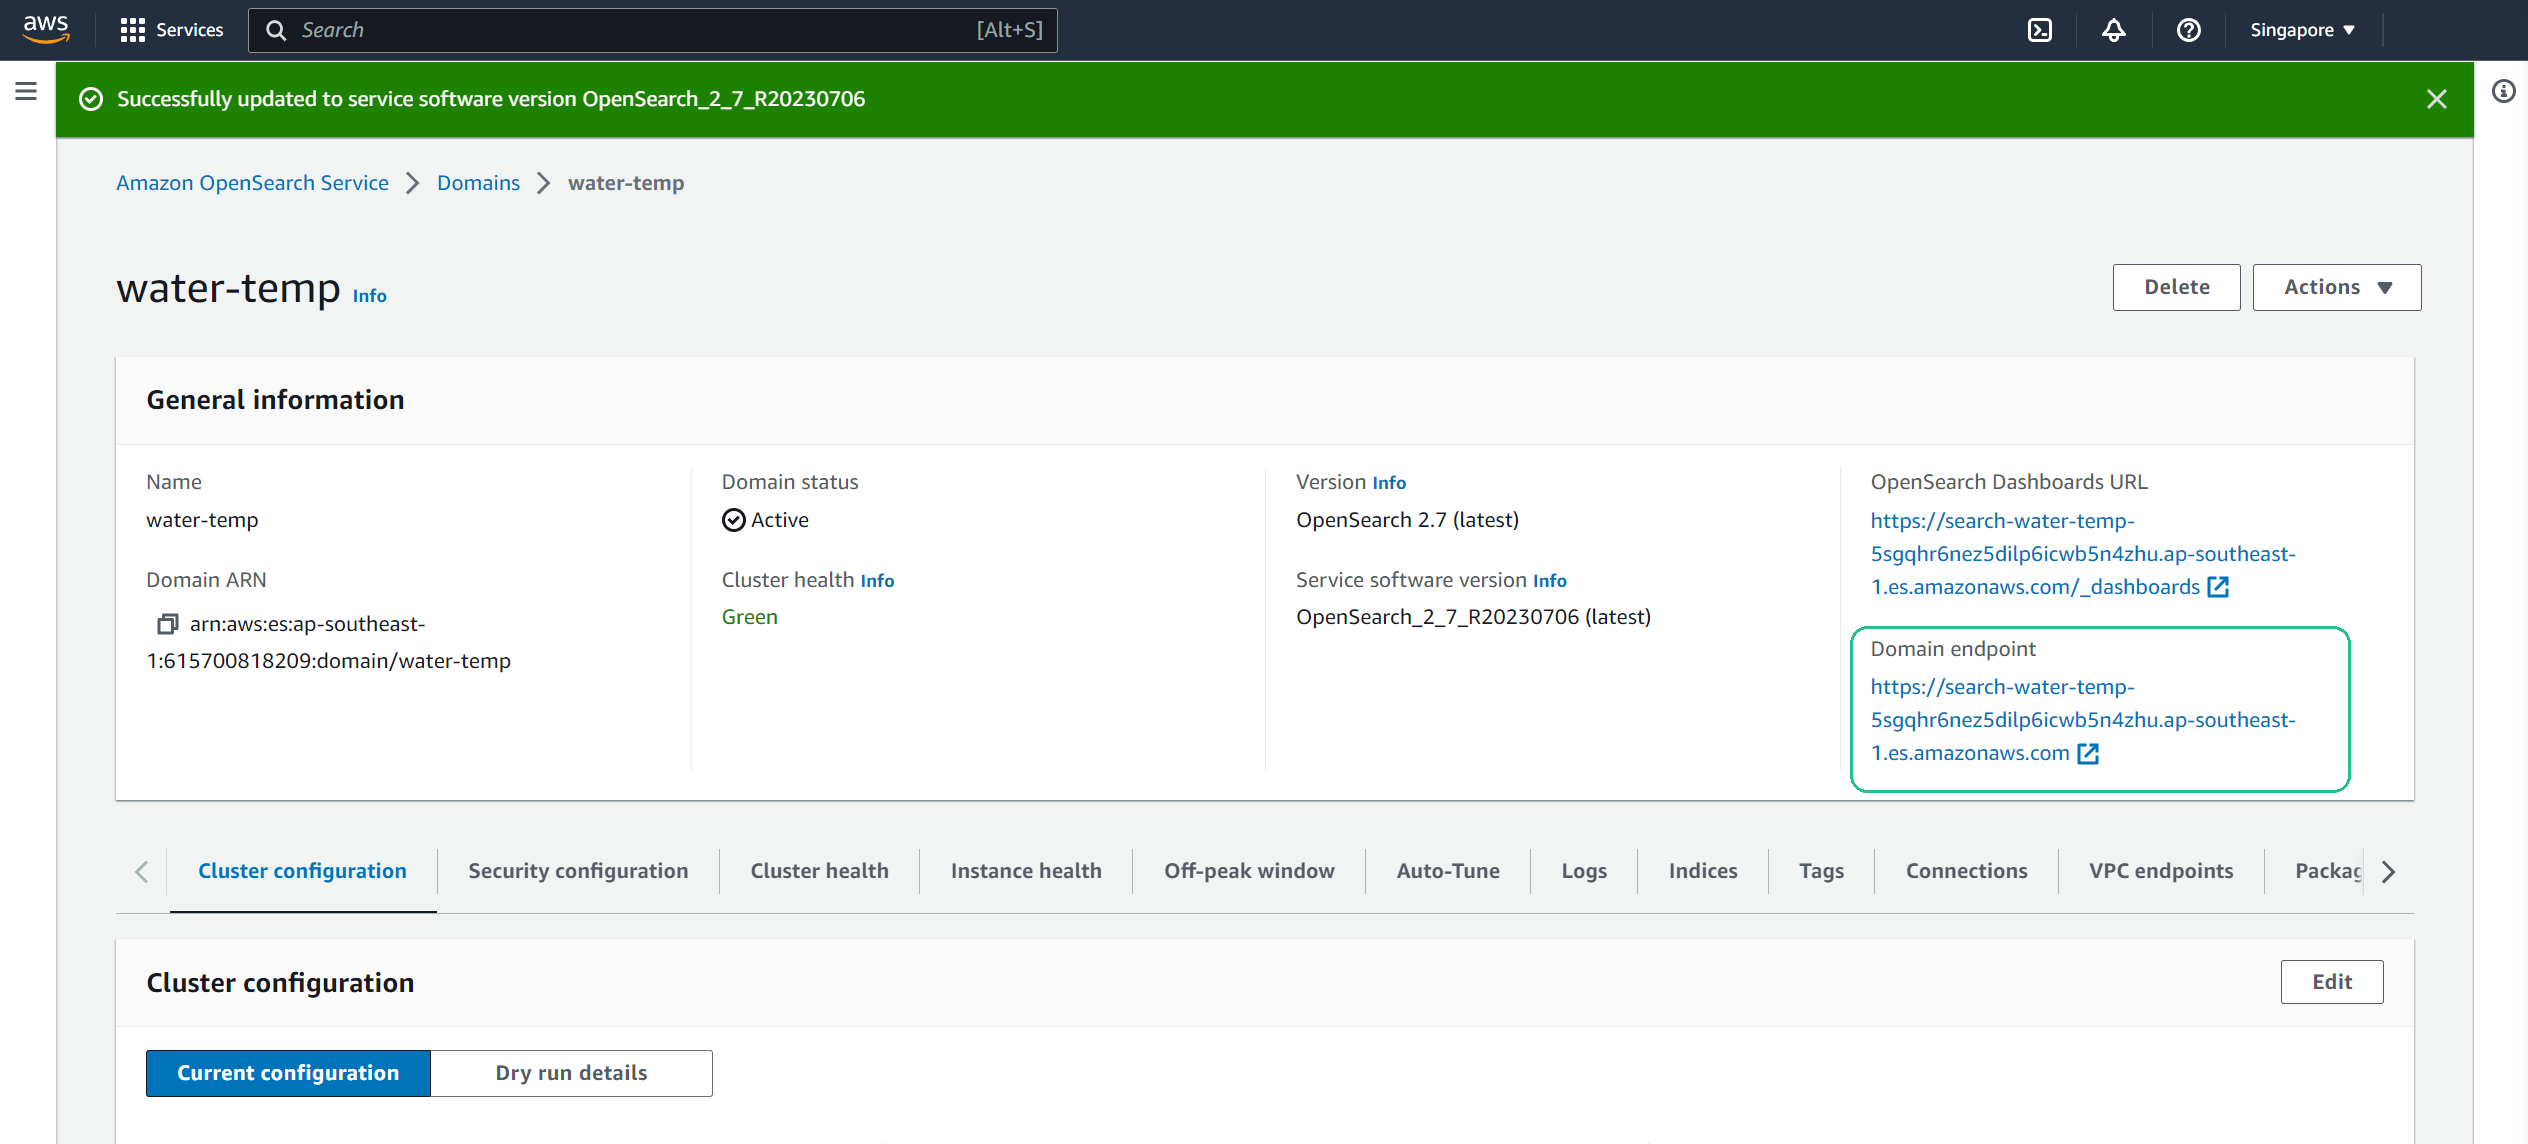 aws
Services
Search
[Alt+S]
Singapore
Successfully updated to service software version OpenSearch_2_7_R20230706
Amazon OpenSearch Service
Domains
water-temp
water-temp Info
Delete
Actions
General information
Name
water-temp
Domain ARN
arn:aws:es:ap-southeast-
1:615700818209:domain/water-temp
Domain status
Active
Cluster health Info
Green
Version Info
OpenSearch 2.7 (latest)
Service software version Info
OpenSearch_2_7_R20230706 (latest)
OpenSearch Dashboards URL
https://search-water-temp-
5sgqhr6nez5dilp6icwb5n4zhu.ap-southeast-
1.es.amazonaws.com/_dashboards
Domain endpoint
https://search-water-temp-
5sgqhr6nez5dilp6icwb5n4zhu.ap-southeast-
1.es.amazonaws.com
Cluster configuration
Security configuration
Cluster health
Instance health
Off-peak window
Auto-Tune
Logs
Indices
Tags
Connections
VPC endpoints
Packag
Cluster configuration
Edit
Current configuration
Dry run details